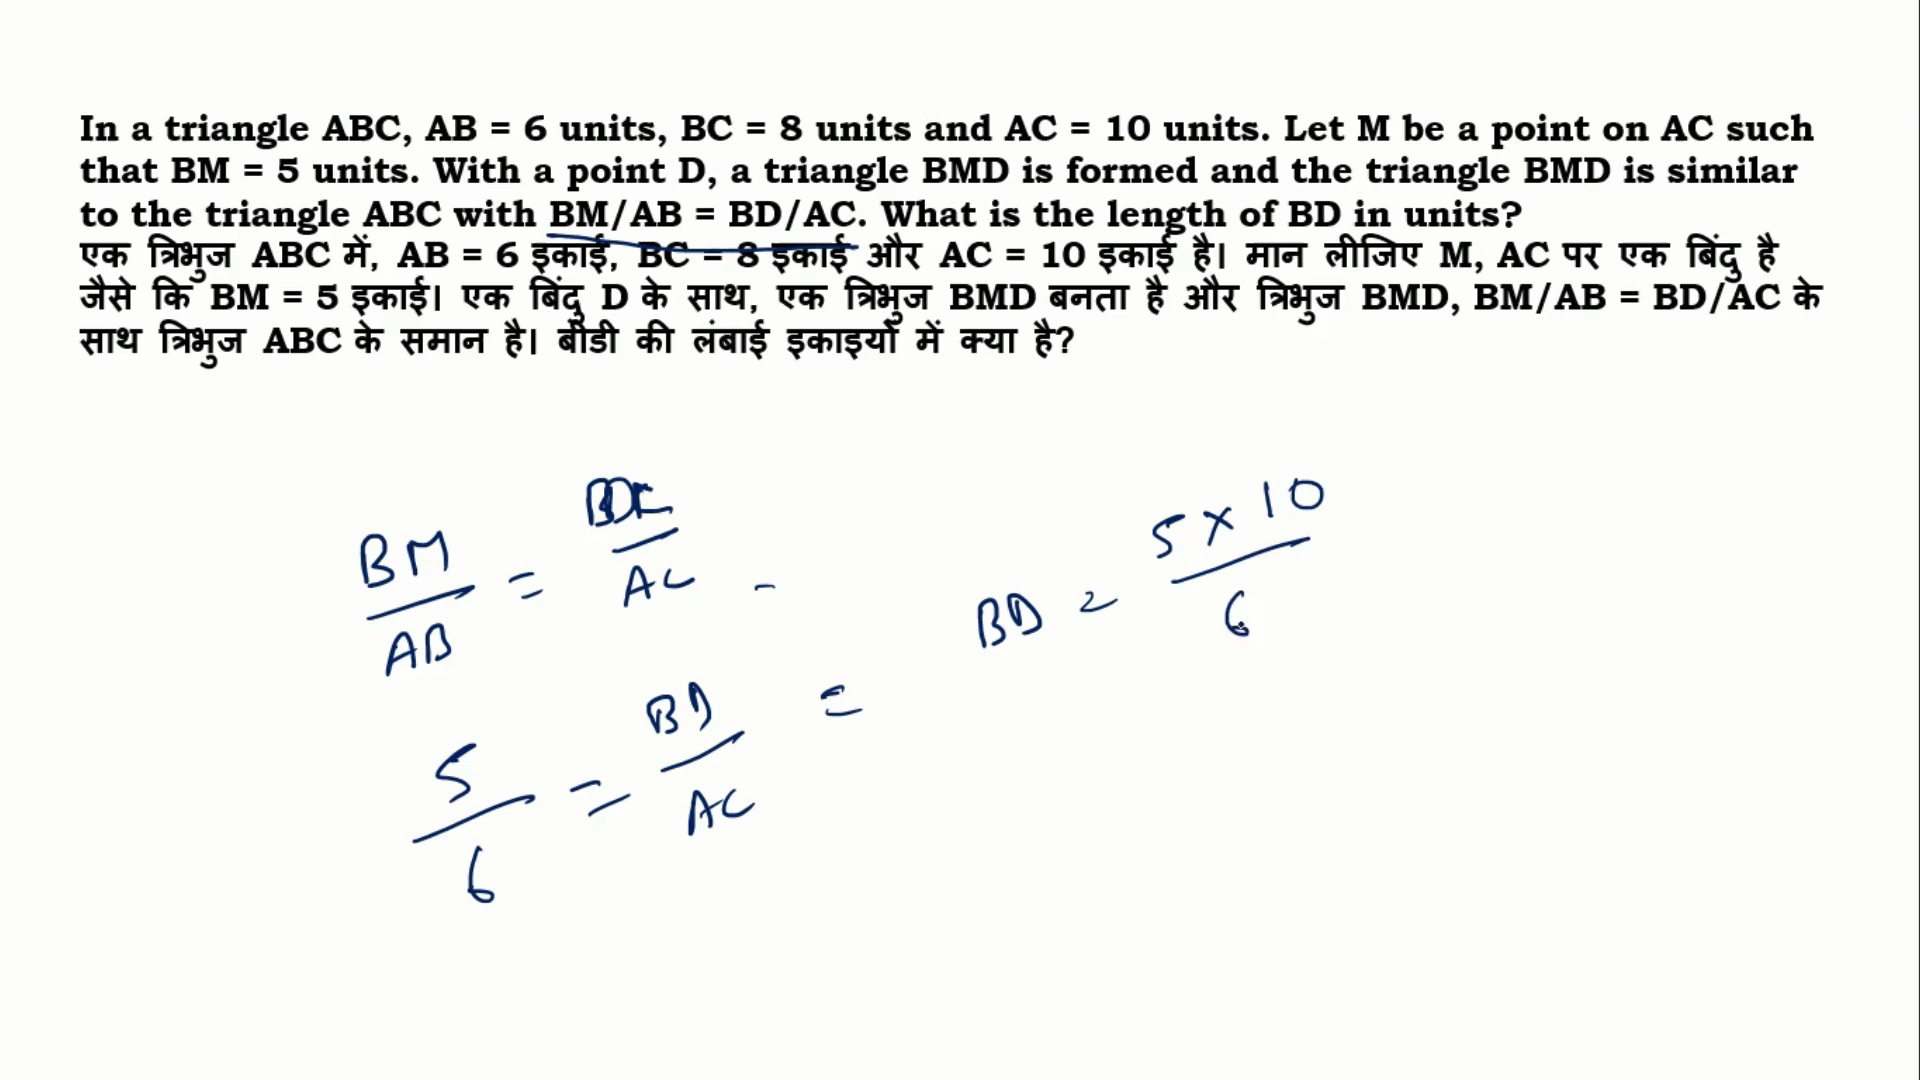 In a triangle ABC, AB = 6 units, BC = 8 units and AC = 10 units. Let M be a point on AC such
that BM = 5 units. With a point D, a triangle BMD is formed and the triangle BMD is similar
to the triangle ABC with BM/AB = BD/AC. What is the length of BD in units?
एक त्रिभुज ABC में, AB = 6 इकाई, BC = 8 इकाई और AC = 10 इकाई है। मान लीजिए M, AC पर एक बिंदु है
जैसे कि BM = 5 इकाई। एक बिंदु D के साथ, एक त्रिभुज BMD बनता है और त्रिभुज BMD, BM/AB = BD/AC के
साथ त्रिभुज ABC के समान है। बीडी की लंबाई इकाइयों में क्या है?
BM
AB
=
AC
-
5
6
=
BD
AC
=
BD =
5 × 10
6